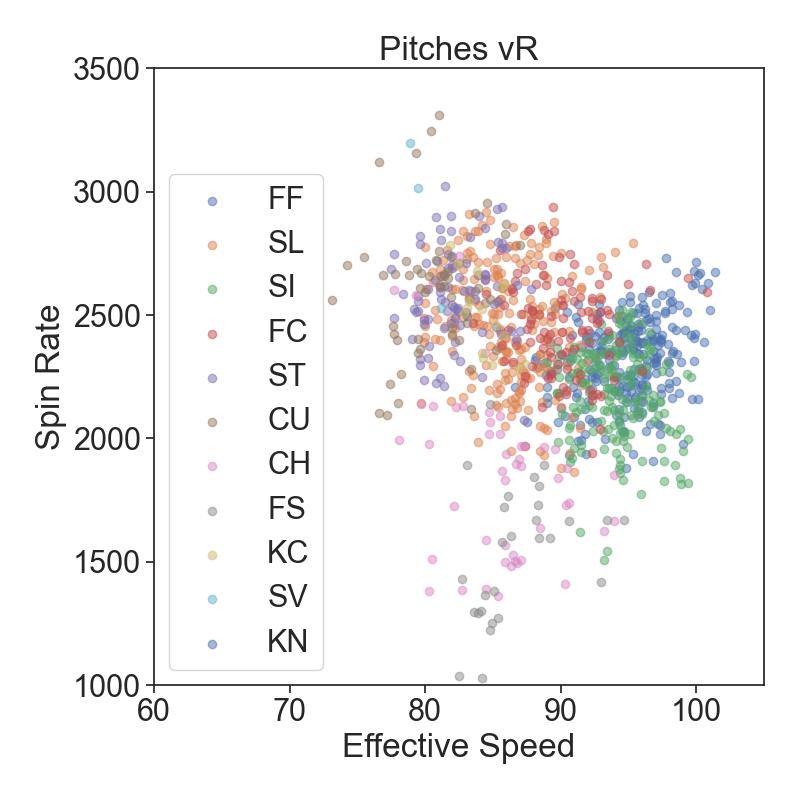 Pitches vR
3500
3000
2500
2000
1500
1000
Spin Rate
FF
SL
SI
FC
ST
CU
CH
FS
KC
SV
KN
60 70 80 90 100
Effective Speed